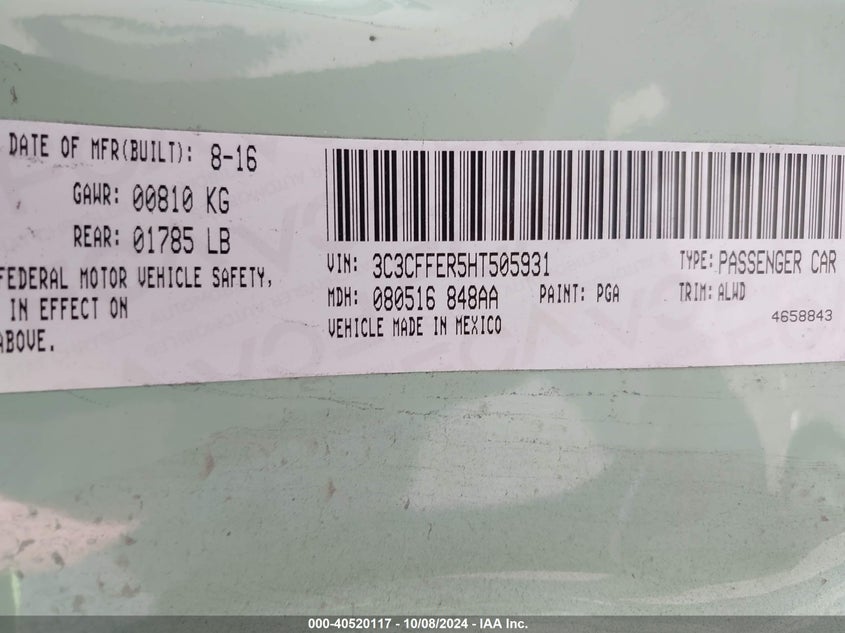 DATE OF MFR(BUILT): 8-16
GAWR: 00810 KG
REAR: 01785 LB
FEDERAL MOTOR VEHICLE SAFETY,
IN EFFECT ON
ABOVE.
VIN: 3C3CFFER5HT505931 TYPE: PASSENGER CAR
MDH: 080516 848AA PAINT: PGA TRIM: ALWD
VEHICLE MADE IN MEXICO 4658843
000-40520117 - 10/08/2024 - IAA Inc.